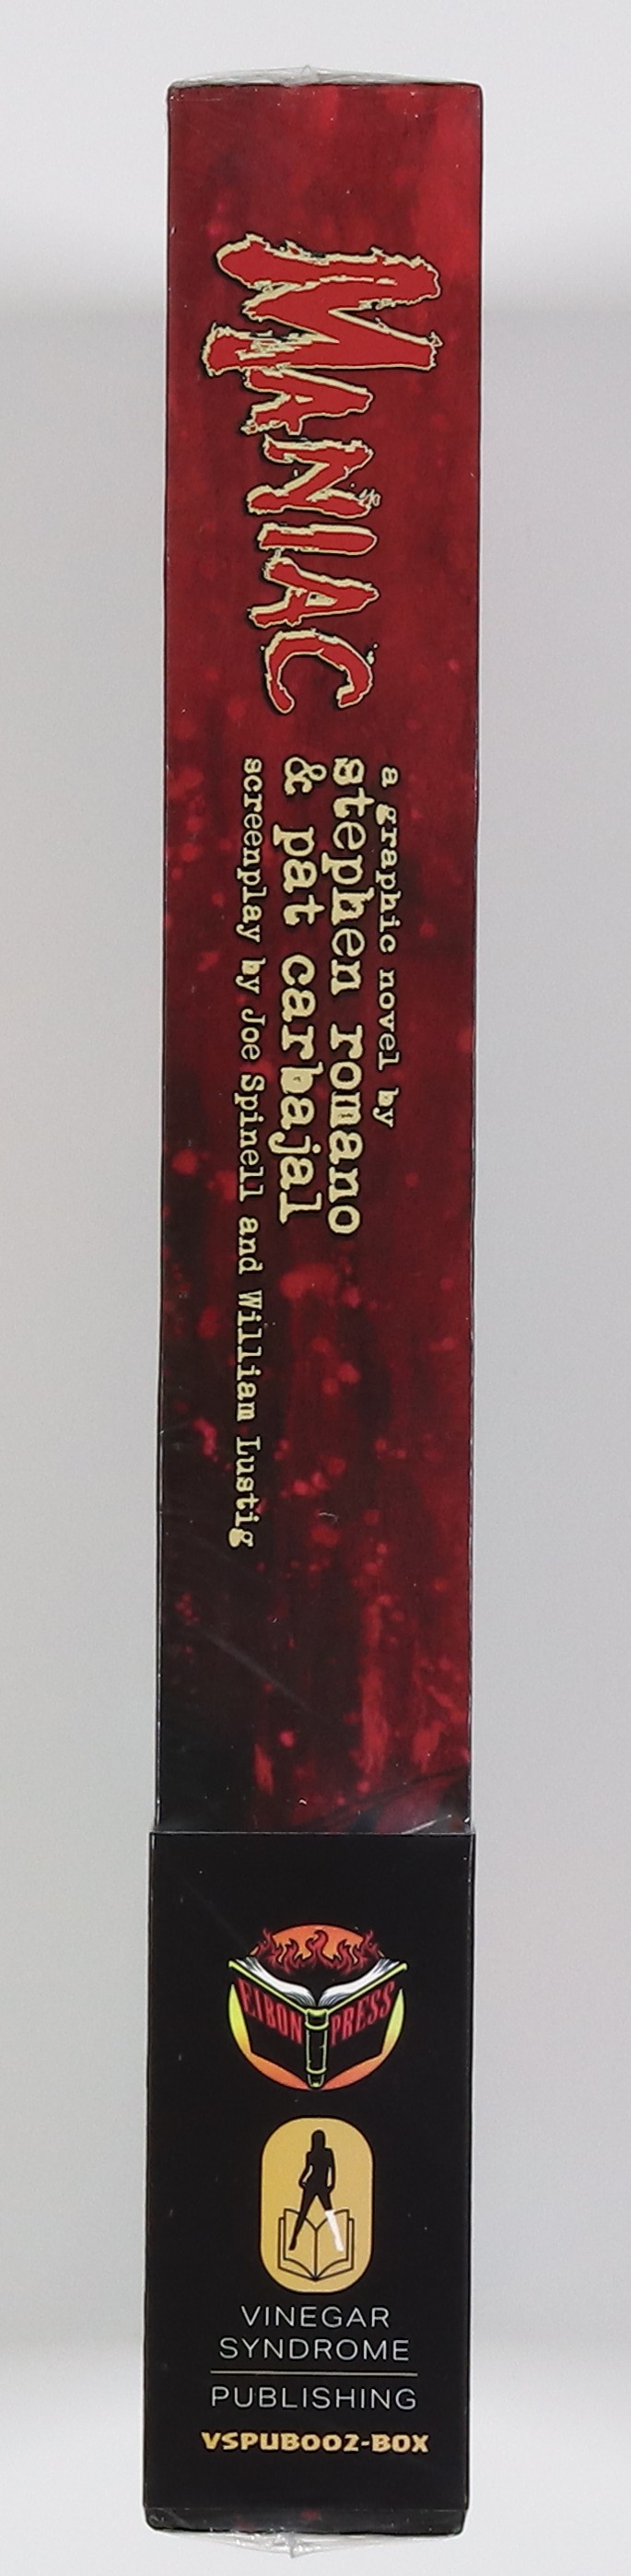 MANIAC
a graphic novel by
stephen romano
& pat carbajal
screenplay by Joe Spinell and William Lustig
EIBON PRESS
VINEGAR
SYNDROME
PUBLISHING
VSPUB002-BOX